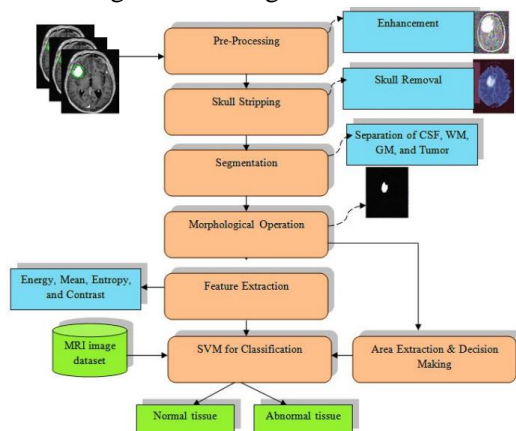 Pre-Processing
Enhancement
Skull Stripping
Skull Removal
Segmentation
Separation of CSF, WM,
GM, and Tumor
Morphological Operation
Energy, Mean, Entropy,
and Contrast
Feature Extraction
MRI image
dataset
SVM for Classification
Area Extraction & Decision
Making
Normal tissue
Abnormal tissue